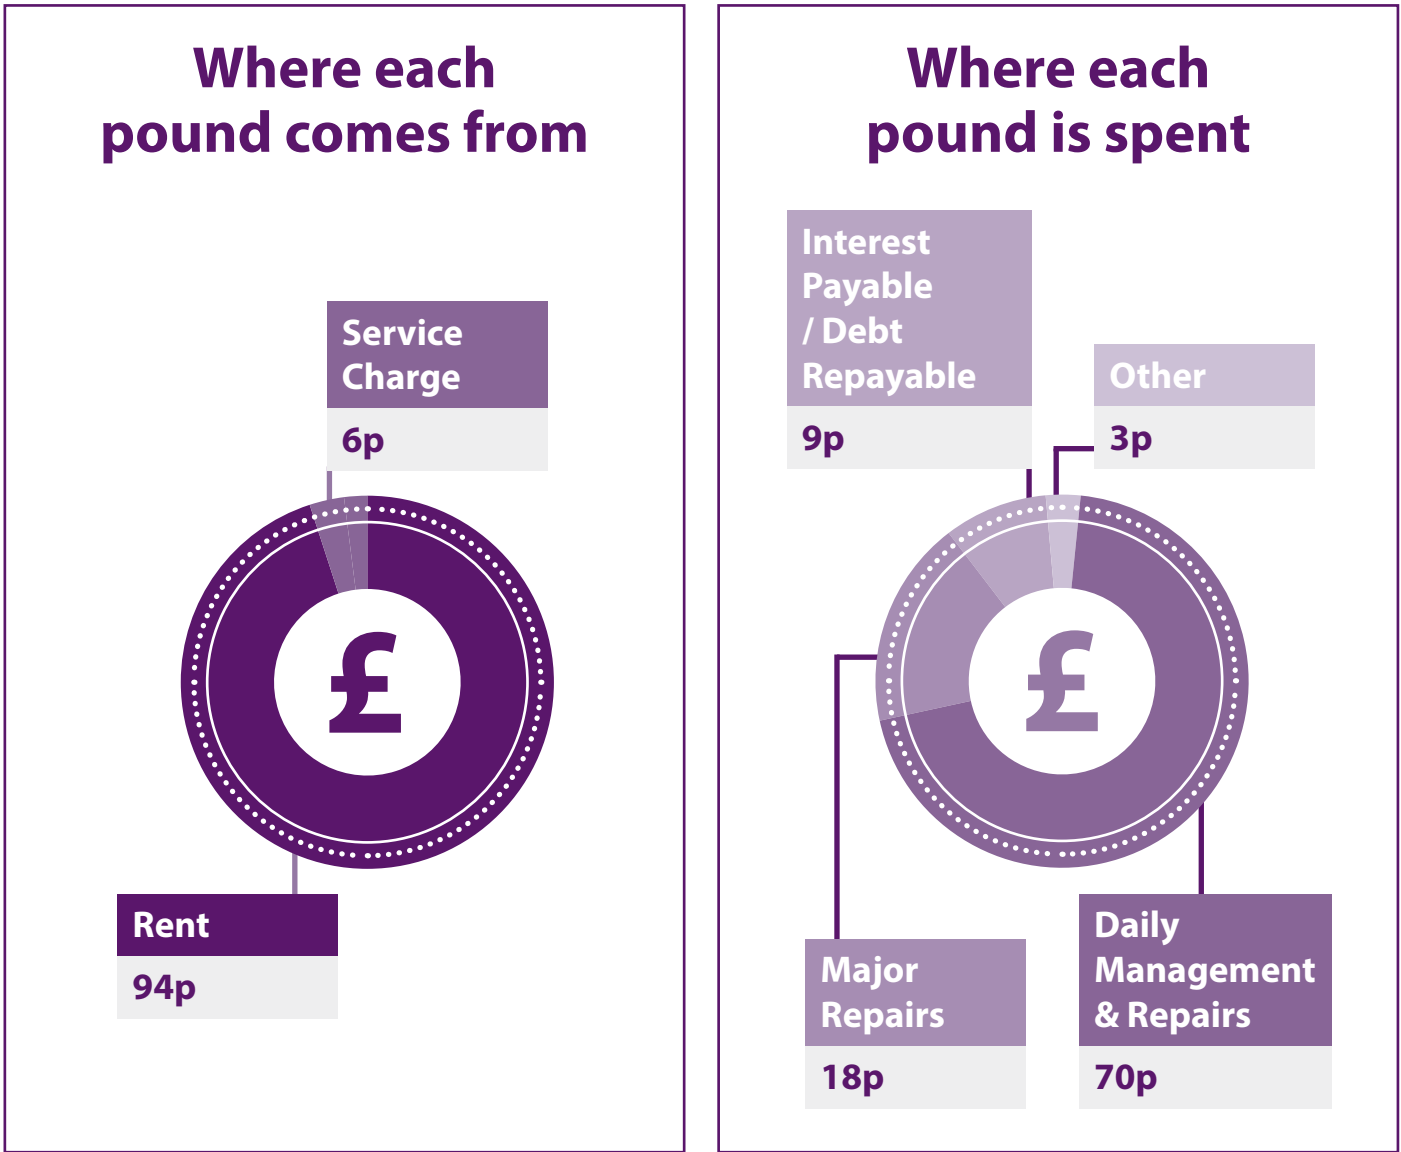 Where each
pound comes from
Service
Charge
6p
£
Rent
94p
Where each
pound is spent
Interest
Payable
/ Debt
Repayable
9p
Other
3p
£
Major
Repairs
18p
Daily
Management
& Repairs
70p